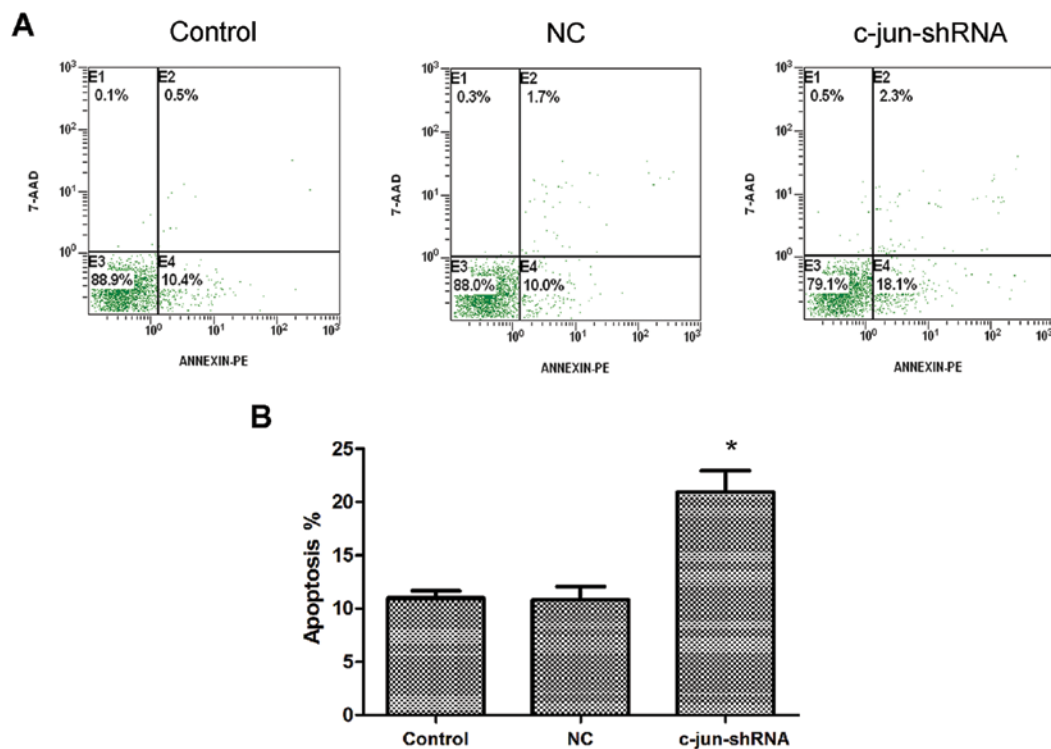 A
Control
NC
c-jun-shRNA
10³
10²
10¹
10⁰
7-AAD
E1
0.1%
E2
0.5%
E3
88.9%
E4
10.4%
10⁰
10¹
10²
10³
ANNEXIN-PE
10³
10²
10¹
10⁰
7-AAD
E1
0.3%
E2
1.7%
E3
88.0%
E4
10.0%
10⁰
10¹
10²
10³
ANNEXIN-PE
10³
10²
10¹
10⁰
7-AAD
E1
0.5%
E2
2.3%
E3
79.1%
E4
18.1%
10⁰
10¹
10²
10³
ANNEXIN-PE
B
25
20
15
10
5
0
Apoptosis %
*
Control
NC
c-jun-shRNA